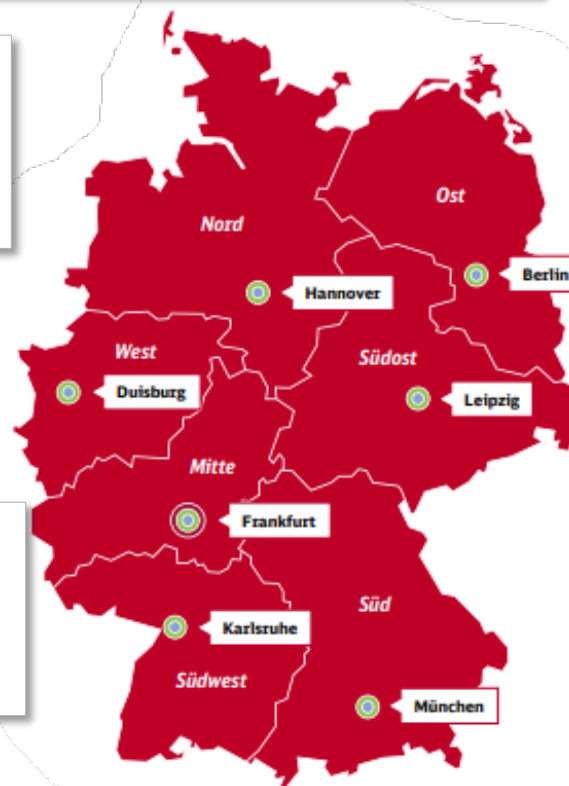 Ost
Nord
Berlin
Hannover
West
Südost
Duisburg
Leipzig
Mitte
Frankfurt
Süd
Karlsruhe
Südwest
München